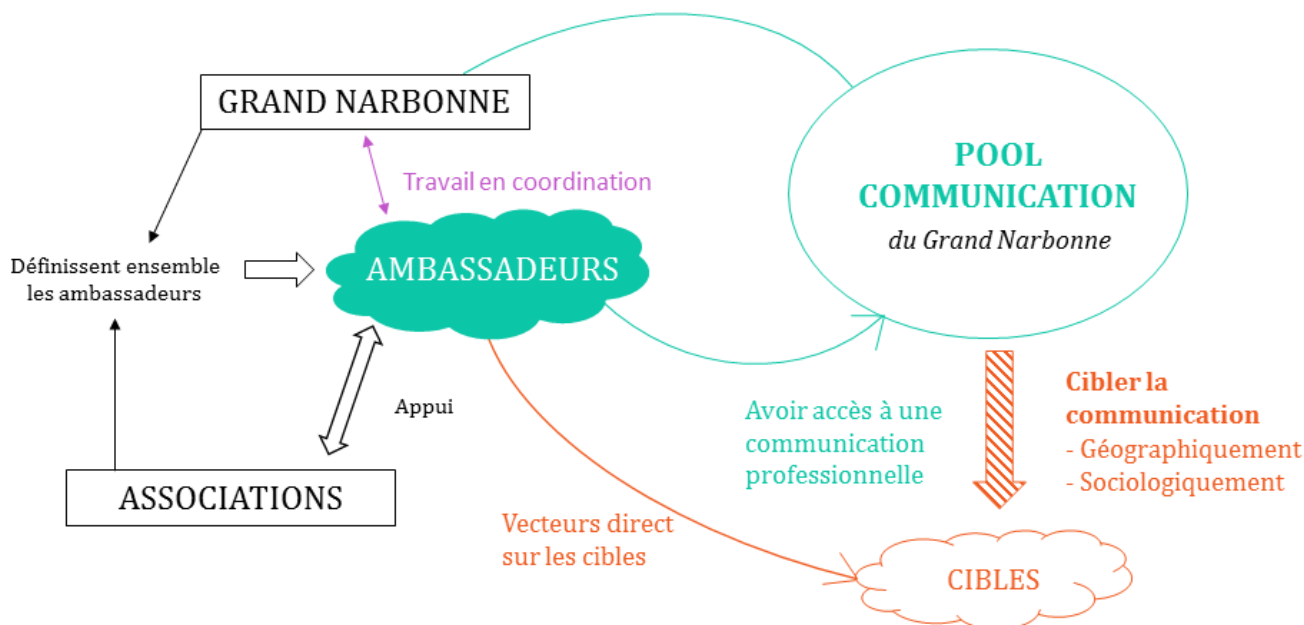 GRAND NARBONNE
POOL
COMMUNICATION
du Grand Narbonne
Travail en coordination
Définissent ensemble
les ambassadeurs
AMBASSADEURS
Appui
ASSOCIATIONS
Avoir accès à une
communication
professionnelle
Cibler la
communication
- Géographiquement
- Sociologiquement
Vecteurs direct
sur les cibles
CIBLES